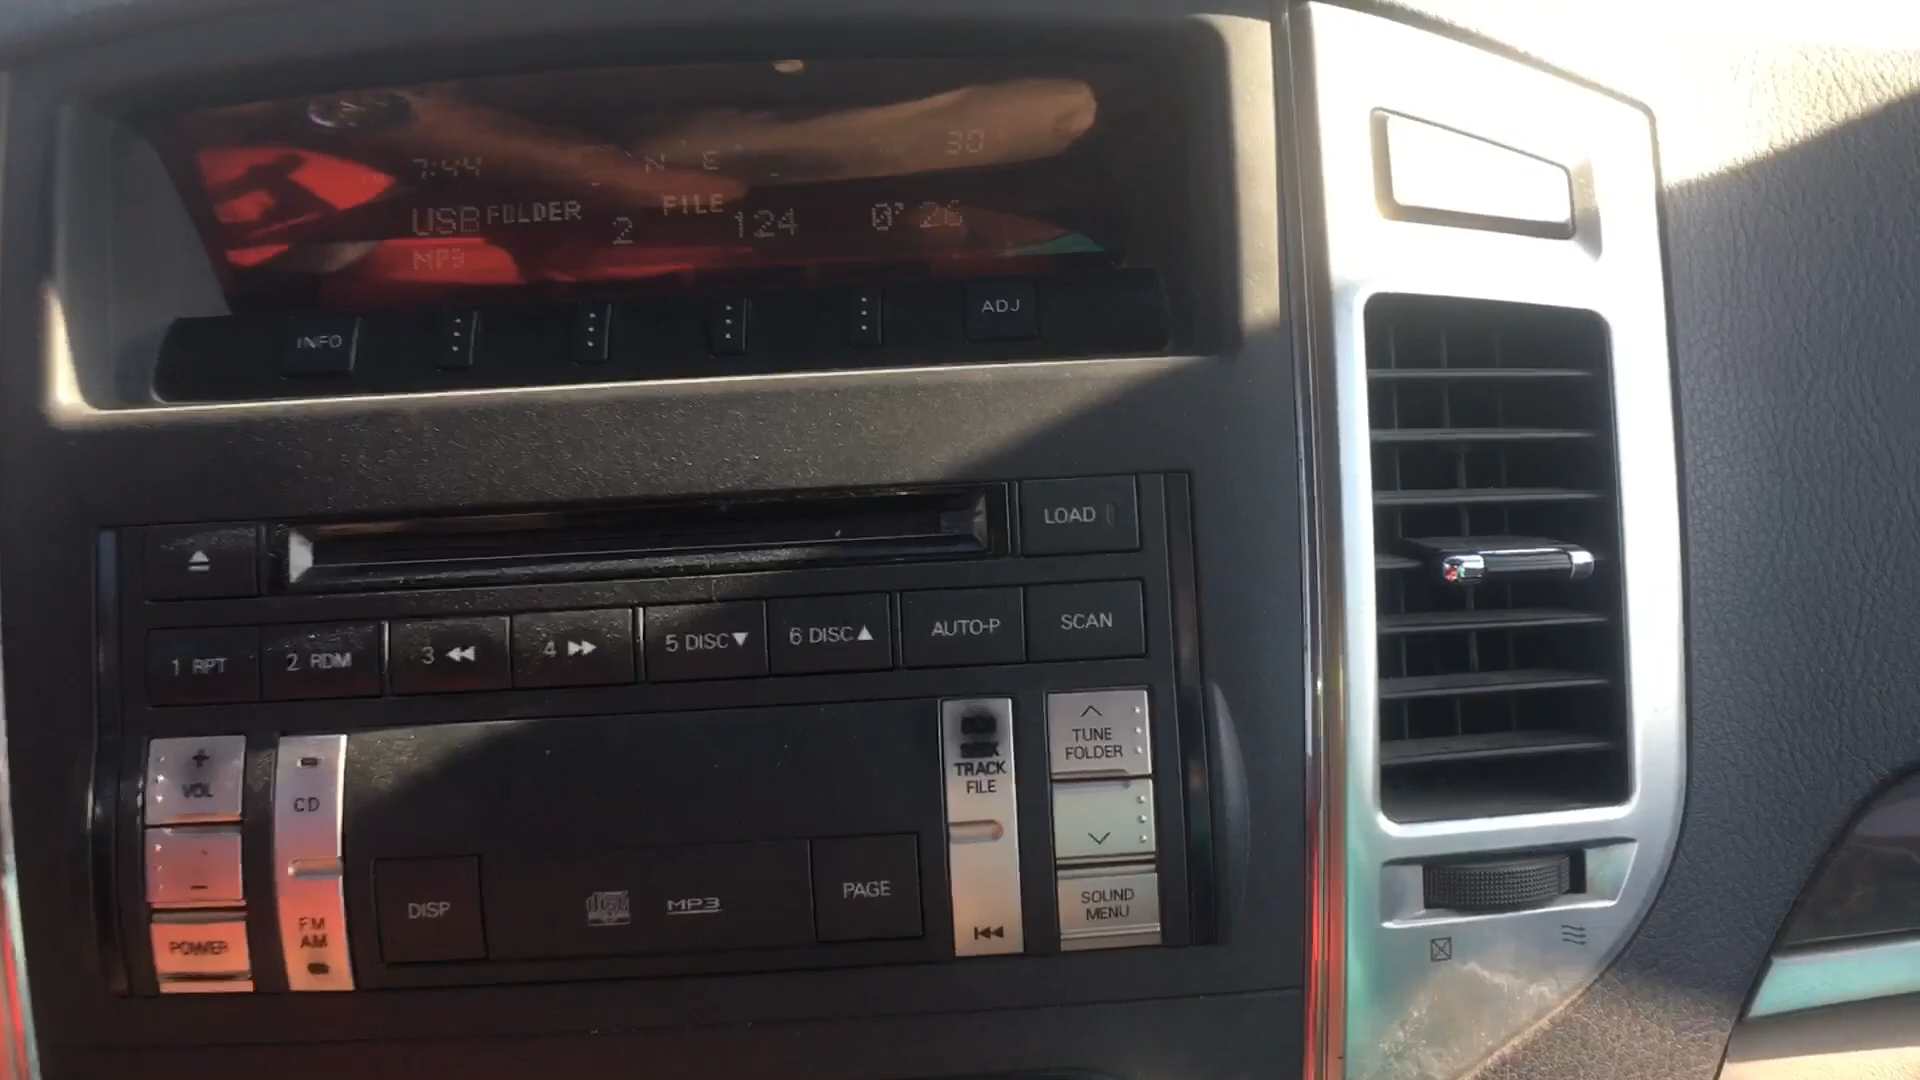 7:44 N E 30
USB FOLDER 2 FILE 124 0' 26
MP3
INFO
ADJ
LOAD
1 RPT
2 RDM
3
4
5 DISC
6 DISC
AUTO-P
SCAN
+
VOL
-
POWER
CD
FM
AM
DISP
disc
MP3
PAGE
TRACK
FILE
TUNE
FOLDER
SOUND
MENU